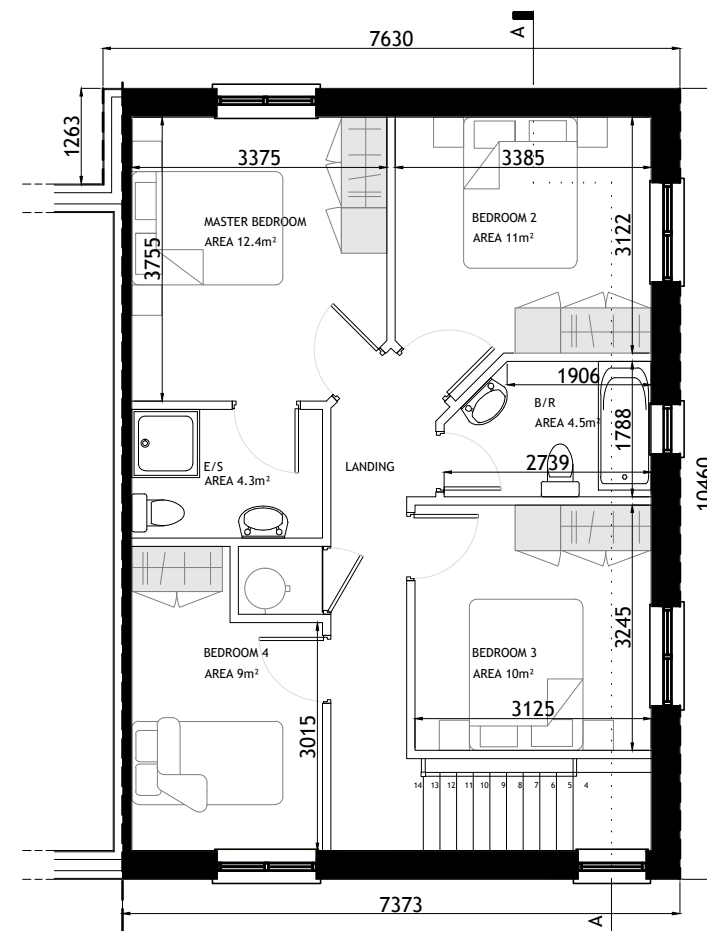 A
7630
1263
3375
3385
MASTER BEDROOM
AREA 12.4m²
BEDROOM 2
AREA 11m²
3755
3122
1906
B/R
AREA 4.5m²
1788
E/S
AREA 4.3m²
LANDING
2739
10460
BEDROOM 4
AREA 9m²
BEDROOM 3
AREA 10m²
3245
3125
3015
14 13 12 11 10 9 8 7 6 5 4
7373
A